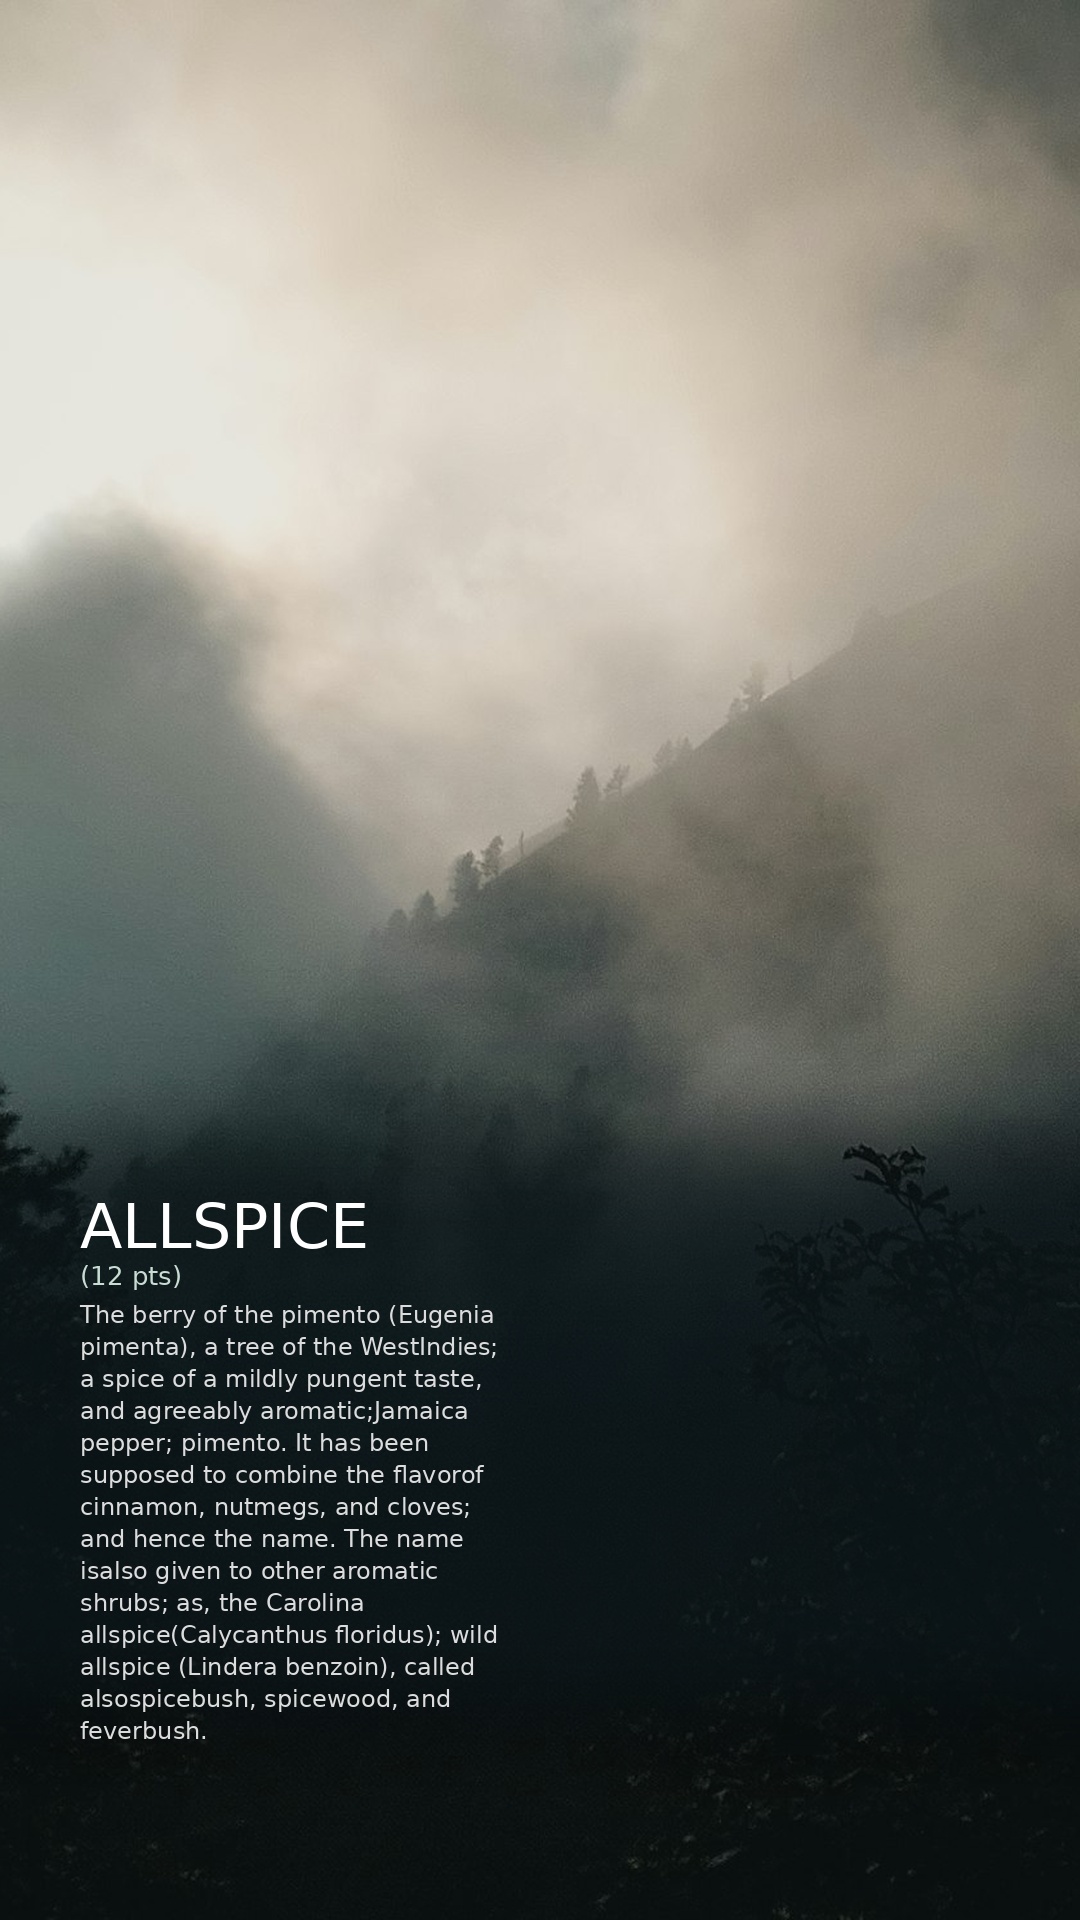 ALLSPICE
(12 pts)
The berry of the pimento (Eugenia
pimenta), a tree of the WestIndies;
a spice of a mildly pungent taste,
and agreeably aromatic;Jamaica
pepper; pimento. It has been
supposed to combine the flavorof
cinnamon, nutmegs, and cloves;
and hence the name. The name
isalso given to other aromatic
shrubs; as, the Carolina
allspice(Calycanthus floridus); wild
allspice (Lindera benzoin), called
alsospicebush, spicewood, and
feverbush.